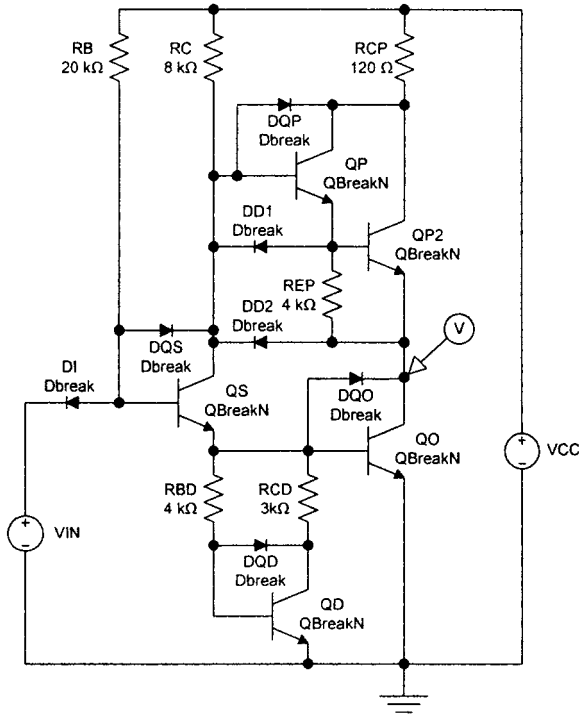 RB
20 kΩ
RC
8 kΩ
RCP
120 Ω
DQP
Dbreak
QP
QBreakN
DD1
Dbreak
QP2
QBreakN
REP
4 kΩ
DD2
Dbreak
V
DQS
Dbreak
DI
Dbreak
QS
QBreakN
DQO
Dbreak
QO
QBreakN
VCC
RBD
4 kΩ
RCD
3kΩ
VIN
DQD
Dbreak
QD
QBreakN